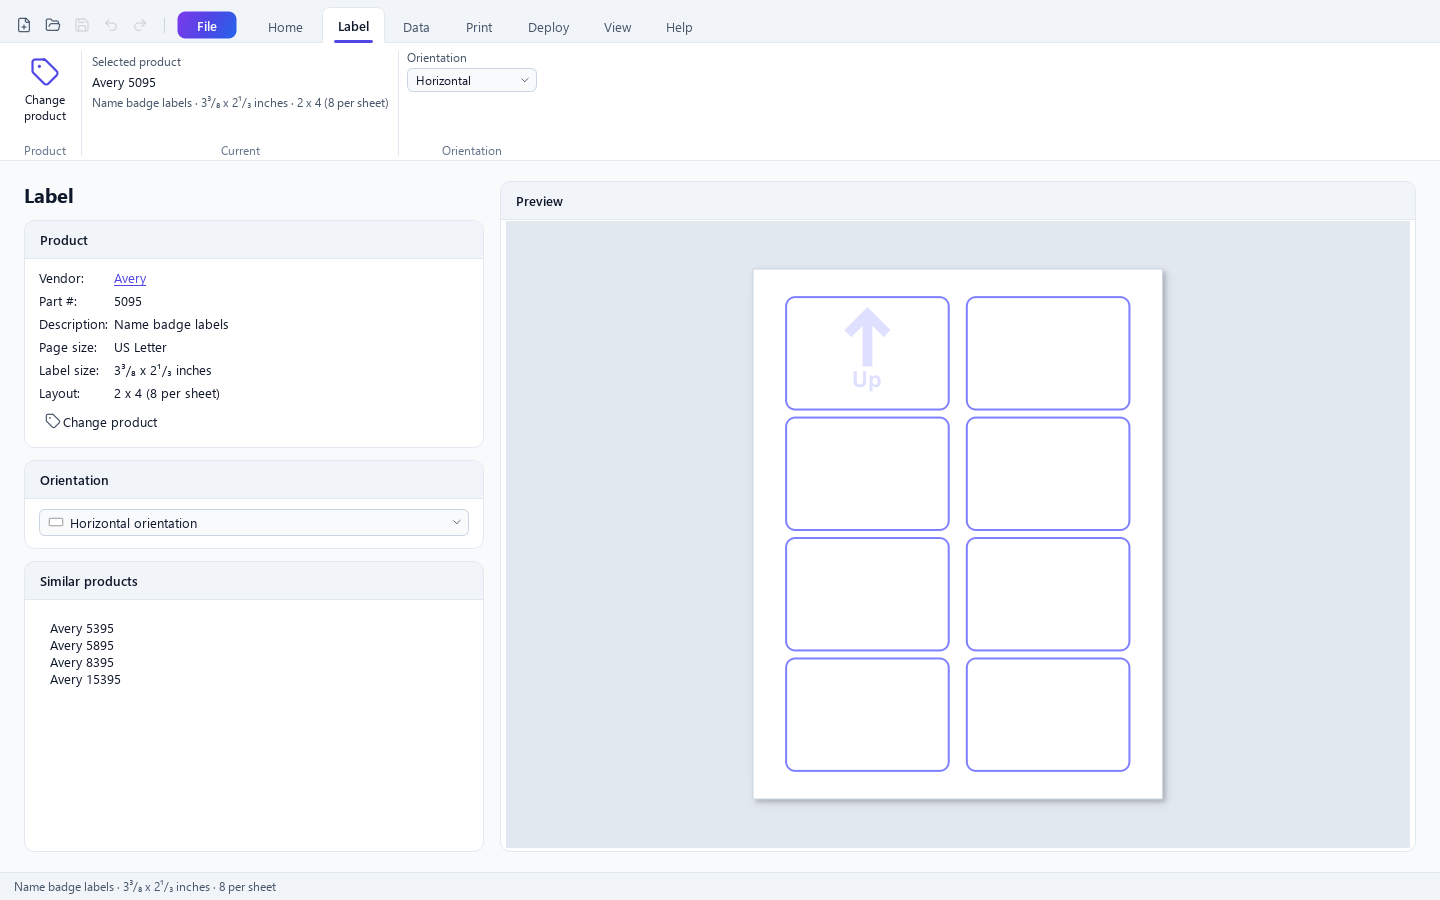 File
Home
Label
Data
Print
Deploy
View
Help
Change
product
Product
Selected product
Avery 5095
Name badge labels · 3³/₈ x 2¹/₃ inches · 2 x 4 (8 per sheet)
Current
Orientation
Horizontal
Orientation
Label
Product
Vendor: Avery
Part #: 5095
Description: Name badge labels
Page size: US Letter
Label size: 3³/₈ x 2¹/₃ inches
Layout: 2 x 4 (8 per sheet)
Change product
Orientation
Horizontal orientation
Similar products
Avery 5395
Avery 5895
Avery 8395
Avery 15395
Preview
Up
Name badge labels · 3³/₈ x 2¹/₃ inches · 8 per sheet